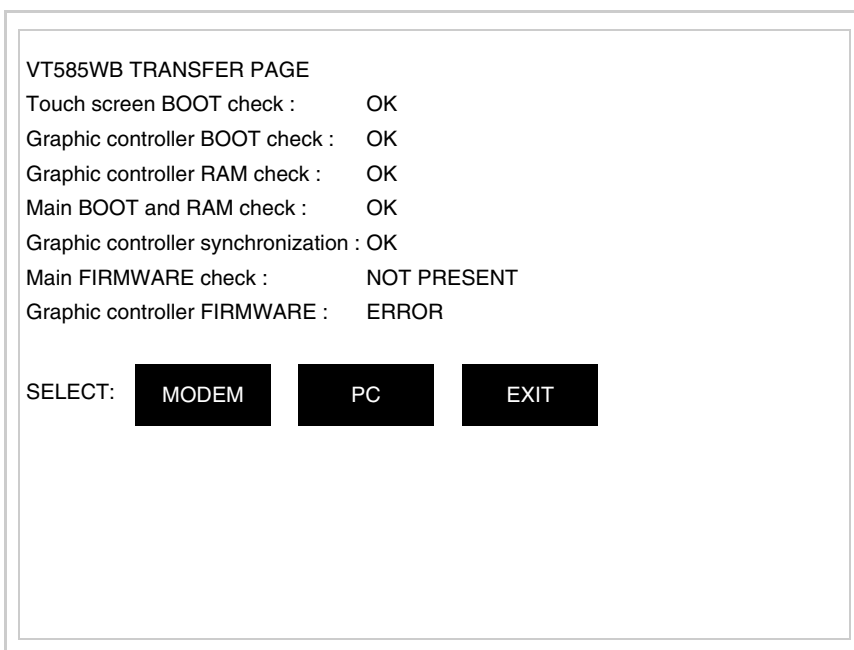 VT585WB TRANSFER PAGE
Touch screen BOOT check : OK
Graphic controller BOOT check : OK
Graphic controller RAM check : OK
Main BOOT and RAM check : OK
Graphic controller synchronization : OK
Main FIRMWARE check : NOT PRESENT
Graphic controller FIRMWARE : ERROR
SELECT: MODEM PC EXIT